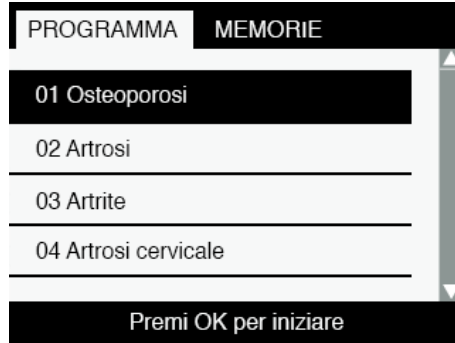 PROGRAMMA MEMORIE
01 Osteoporosi
02 Artrosi
03 Artrite
04 Artrosi cervicale
Premi OK per iniziare